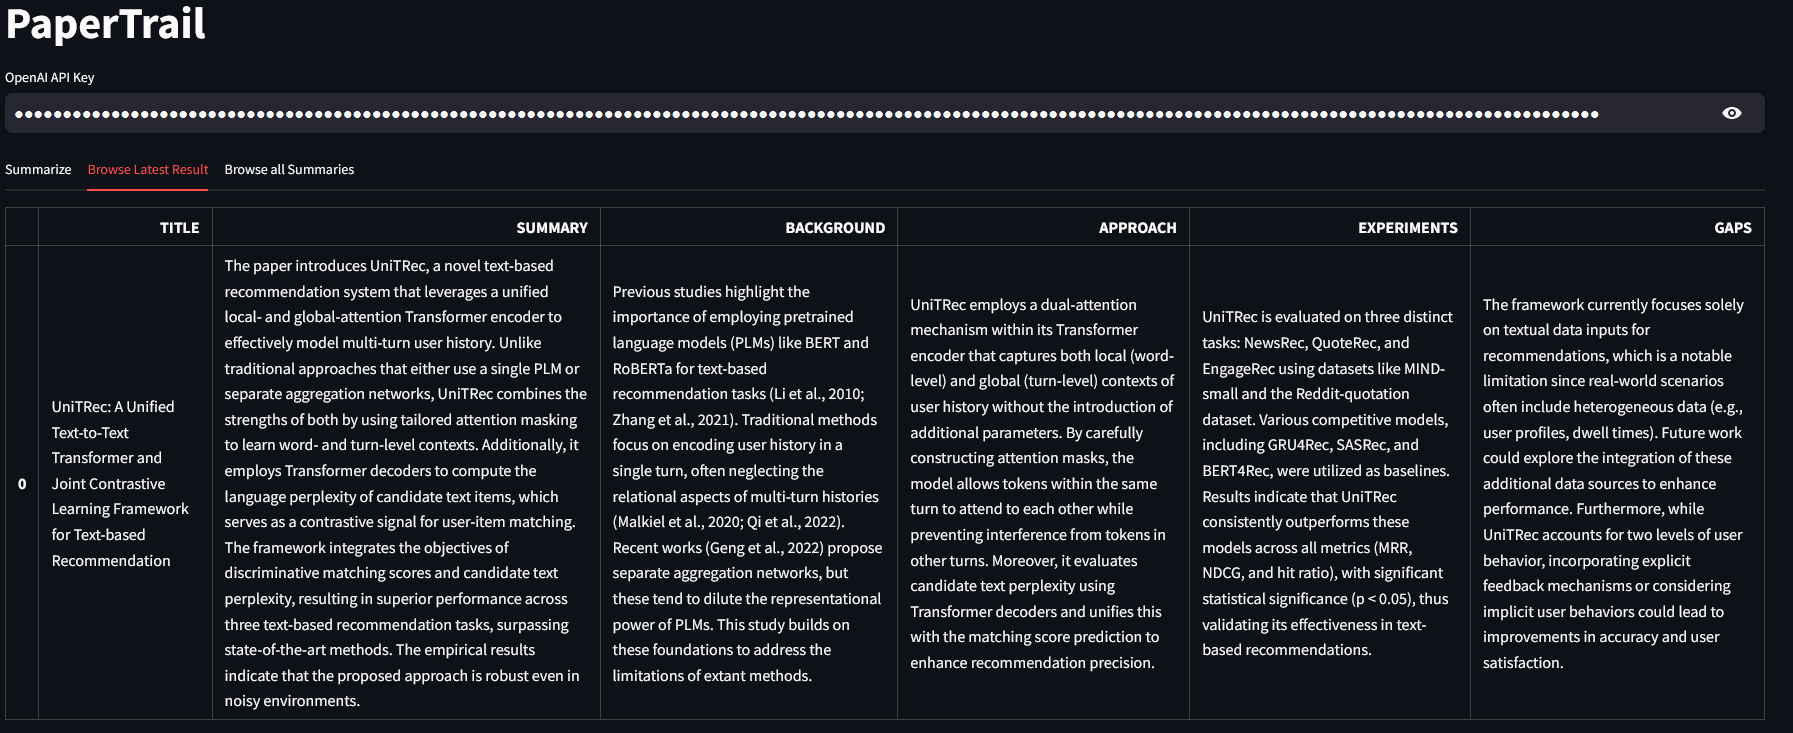 PaperTrail
OpenAI API Key
Summarize
Browse Latest Result
Browse all Summaries
TITLE
SUMMARY
BACKGROUND
APPROACH
EXPERIMENTS
GAPS
0
UniTRec: A Unified
Text-to-Text
Transformer and
Joint Contrastive
Learning Framework
for Text-based
Recommendation
The paper introduces UniTRec, a novel text-based
recommendation system that leverages a unified
local- and global-attention Transformer encoder to
effectively model multi-turn user history. Unlike
traditional approaches that either use a single PLM or
separate aggregation networks, UniTRec combines the
strengths of both by using tailored attention masking
to learn word- and turn-level contexts. Additionally, it
employs Transformer decoders to compute the
language perplexity of candidate text items, which
serves as a contrastive signal for user-item matching.
The framework integrates the objectives of
discriminative matching scores and candidate text
perplexity, resulting in superior performance across
three text-based recommendation tasks, surpassing
state-of-the-art methods. The empirical results
indicate that the proposed approach is robust even in
noisy environments.
Previous studies highlight the
importance of employing pretrained
language models (PLMs) like BERT and
RoBERTa for text-based
recommendation tasks (Li et al., 2010;
Zhang et al., 2021). Traditional methods
focus on encoding user history in a
single turn, often neglecting the
relational aspects of multi-turn histories
(Malkiel et al., 2020; Qi et al., 2022).
Recent works (Geng et al., 2022) propose
separate aggregation networks, but
these tend to dilute the representational
power of PLMs. This study builds on
these foundations to address the
limitations of extant methods.
UniTRec employs a dual-attention
mechanism within its Transformer
encoder that captures both local (word-
level) and global (turn-level) contexts of
user history without the introduction of
additional parameters. By carefully
constructing attention masks, the
model allows tokens within the same
turn to attend to each other while
preventing interference from tokens in
other turns. Moreover, it evaluates
candidate text perplexity using
Transformer decoders and unifies this
with the matching score prediction to
enhance recommendation precision.
UniTRec is evaluated on three distinct
tasks: NewsRec, QuoteRec, and
EngageRec using datasets like MIND-
small and the Reddit-quotation
dataset. Various competitive models,
including GRU4Rec, SASRec, and
BERT4Rec, were utilized as baselines.
Results indicate that UniTRec
consistently outperforms these
models across all metrics (MRR,
NDCG, and hit ratio), with significant
statistical significance (p < 0.05), thus
validating its effectiveness in text-
based recommendations.
The framework currently focuses solely
on textual data inputs for
recommendations, which is a notable
limitation since real-world scenarios
often include heterogeneous data (e.g.,
user profiles, dwell times). Future work
could explore the integration of these
additional data sources to enhance
performance. Furthermore, while
UniTRec accounts for two levels of user
behavior, incorporating explicit
feedback mechanisms or considering
implicit user behaviors could lead to
improvements in accuracy and user
satisfaction.